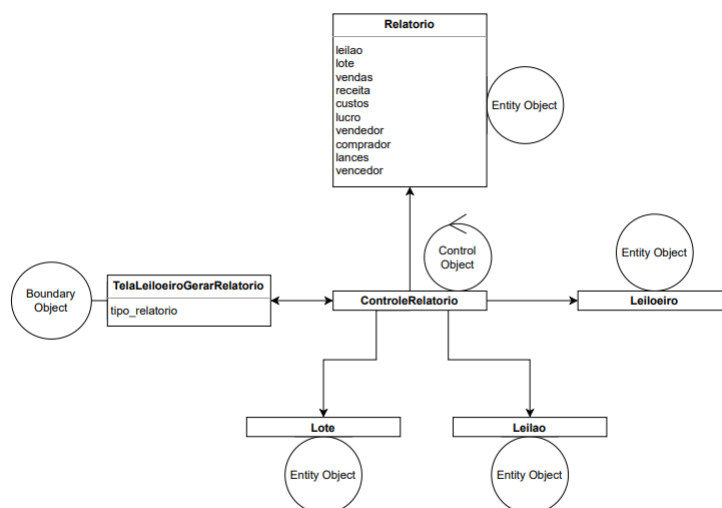 Relatorio
leilao
lote
vendas
receita
custos
lucro
vendedor
comprador
lances
vencedor
Entity Object
Control
Object
Entity Object
Boundary
Object
TelaLeiloeiroGerarRelatorio
tipo_relatorio
ControleRelatorio
Leiloeiro
Lote
Leilao
Entity Object
Entity Object